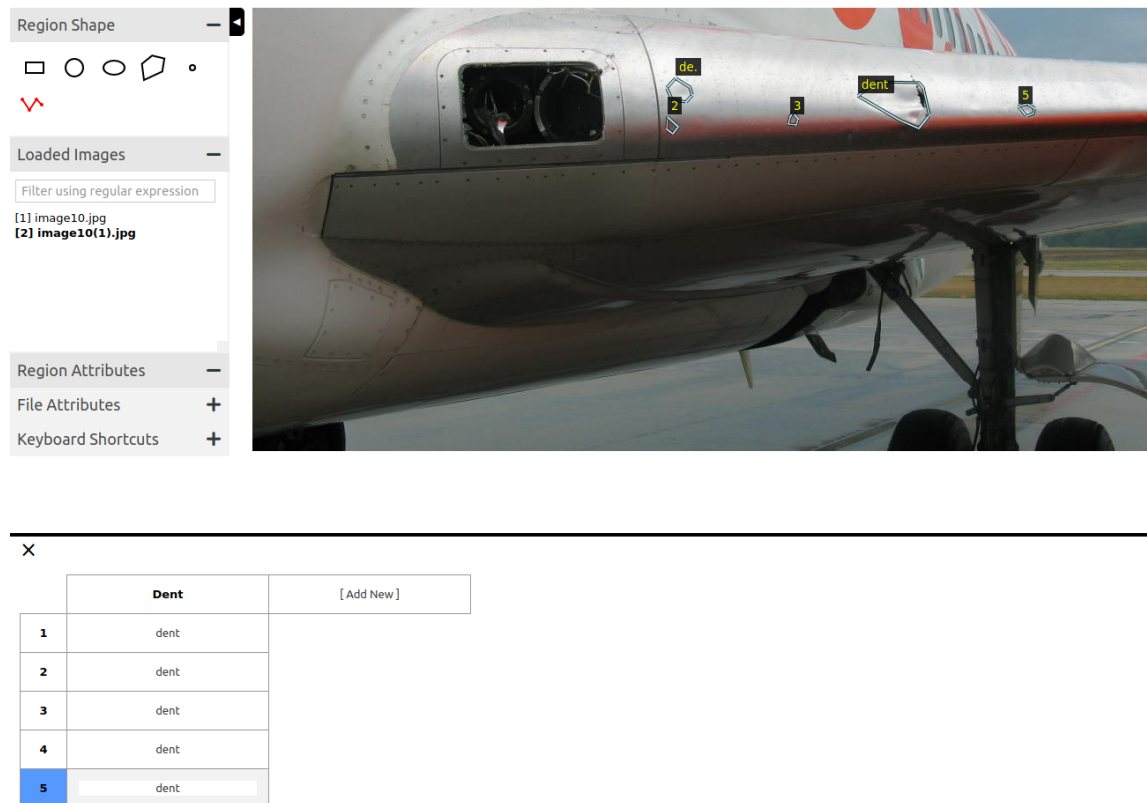 Region Shape
Loaded Images
Filter using regular expression
[1] image10.jpg
[2] image10(1).jpg
Region Attributes
File Attributes
Keyboard Shortcuts
de.
2
3
dent
5
Dent [ Add New ]
1 dent
2 dent
3 dent
4 dent
5 dent